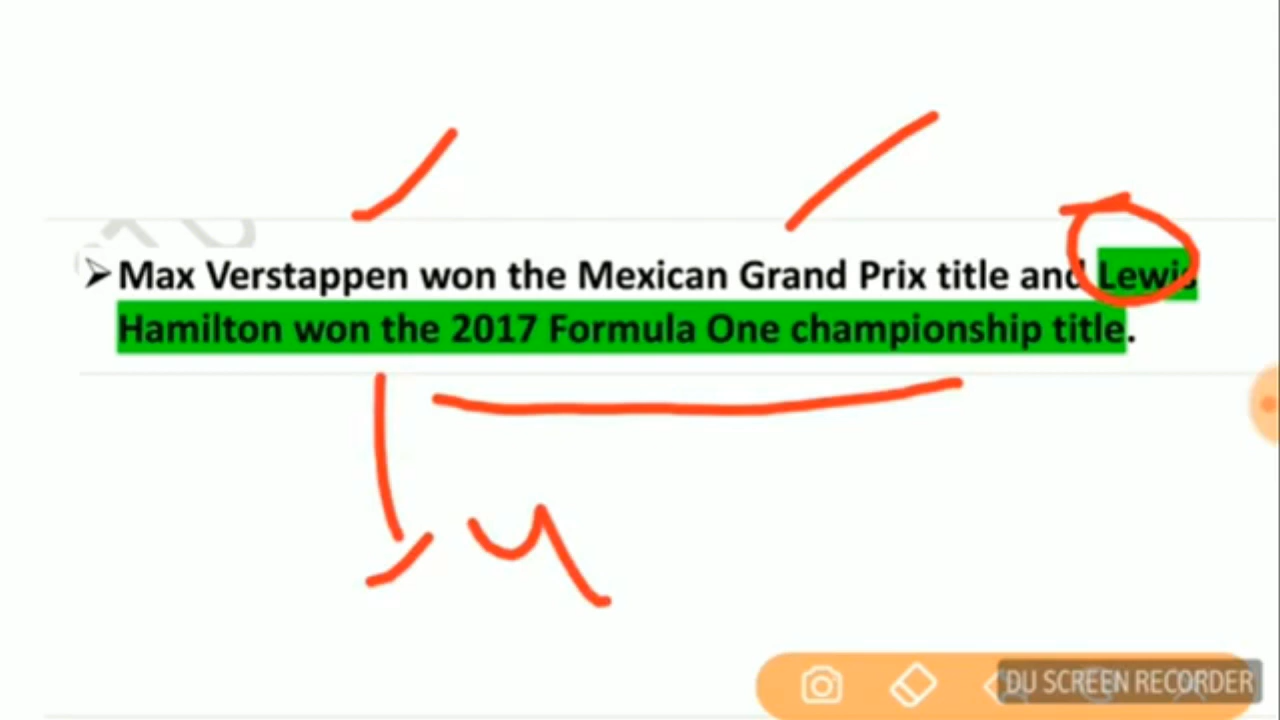 Max Verstappen won the Mexican Grand Prix title and Lewis
Hamilton won the 2017 Formula One championship title.
DU SCREEN RECORDER